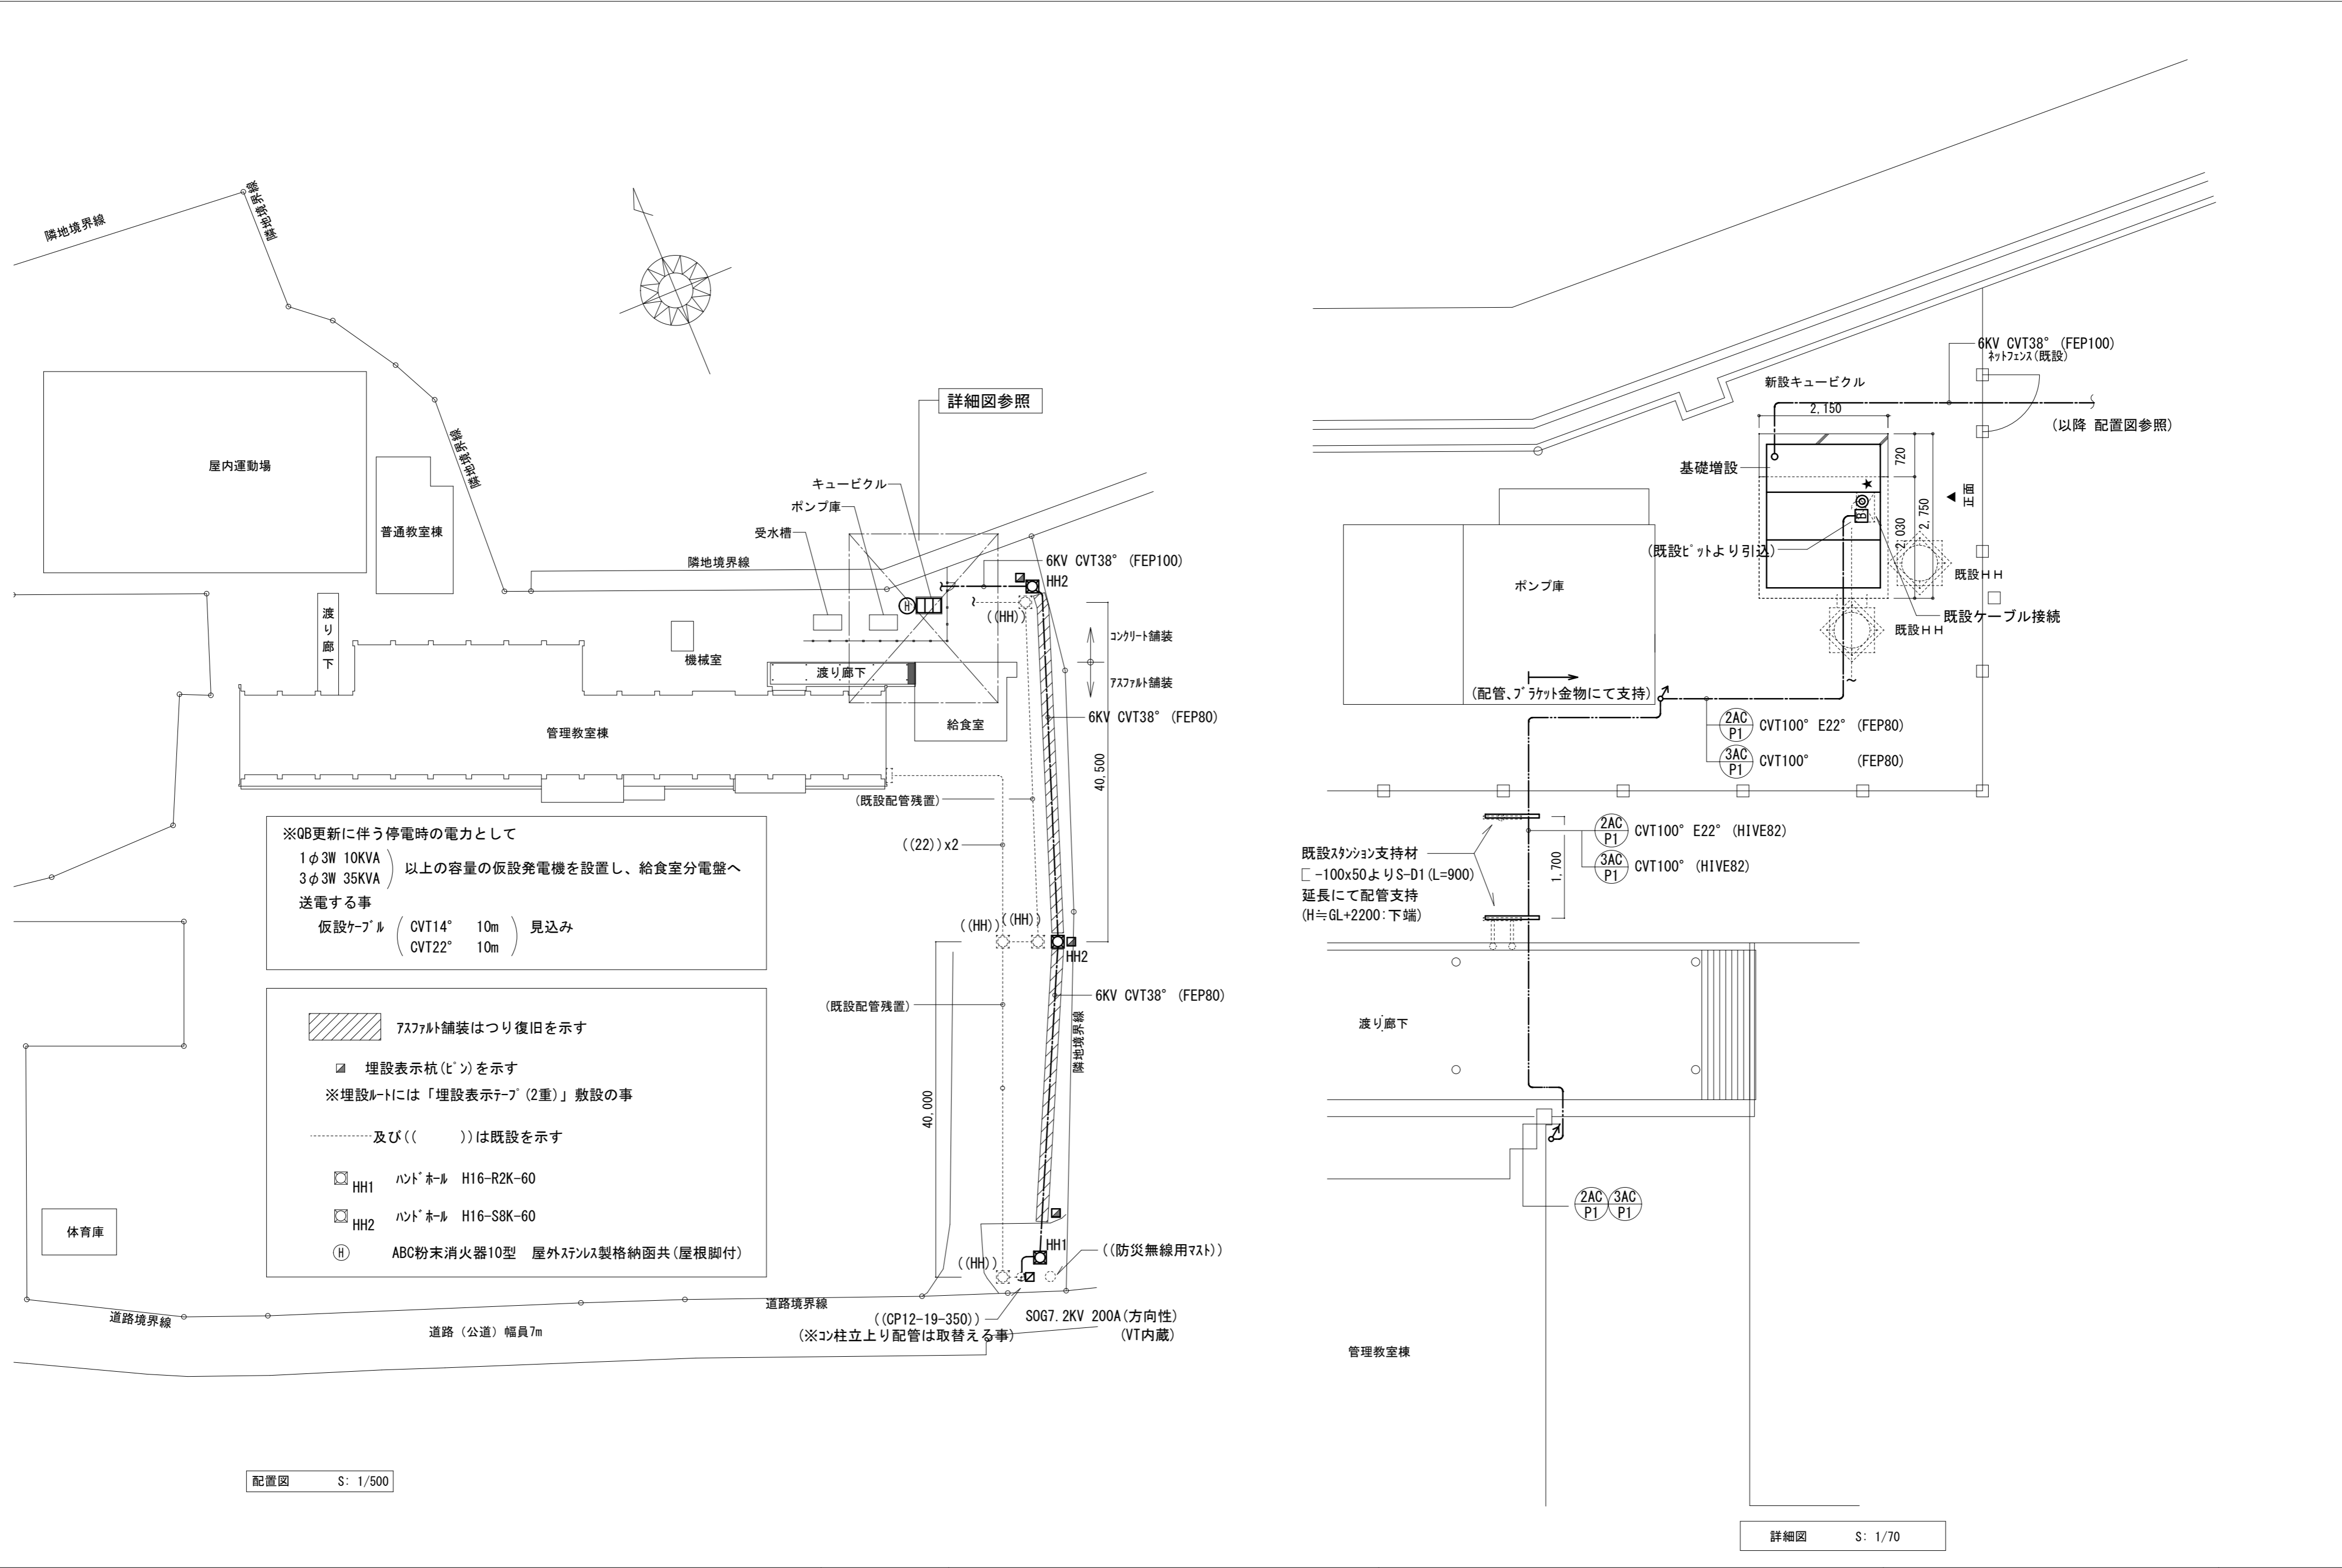 隣地境界線
隣地境界線
隣地境界線
屋内運動場
普通教室棟
渡り廊下
詳細図参照
キュービクル
ポンプ庫
受水槽
隣地境界線
6KV CVT38° (FEP100)
HH2
H
((HH))
コンクリート舗装
アスファルト舗装
機械室
渡り廊下
給食室
6KV CVT38° (FEP80)
管理教室棟
40,500
(既設配管残置)
((22))x2
※QB更新に伴う停電時の電力として
1φ3W 10KVA
3φ3W 35KVA
以上の容量の仮設発電機を設置し、給食室分電盤へ
送電する事
仮設ケーブル
CVT14° 10m
CVT22° 10m
見込み
((HH))
((HH))
HH2
(既設配管残置)
6KV CVT38° (FEP80)
隣地境界線
40,000
アスファルト舗装はつり復旧を示す
埋設表示杭(ピン)を示す
※埋設ルートには「埋設表示テープ(2重)」敷設の事
及び(( ))は既設を示す
HH1 ハンドホール H16-R2K-60
HH2 ハンドホール H16-S8K-60
H ABC粉末消火器10型 屋外ステンレス製格納函共(屋根脚付)
体育庫
HH1
((HH))
((防災無線用マスト))
道路境界線
道路境界線
道路（公道）幅員7m
((CP12-19-350))
(※コン柱立上り配管は取替える事)
SOG7.2KV 200A(方向性)
(VT内蔵)
配置図 S: 1/500
6KV CVT38° (FEP100)
ネットフェンス(既設)
新設キュービクル
2,150
(以降 配置図参照)
基礎増設
720
2,030
2,750
正面
★
B
(既設ピットより引込)
既設HH
既設ケーブル接続
既設HH
ポンプ庫
(配管、ブラケット金物にて支持)
2AC
P1
CVT100° E22° (FEP80)
3AC
P1
CVT100° (FEP80)
2AC
P1
CVT100° E22° (HIVE82)
3AC
P1
CVT100° (HIVE82)
1,700
既設スタンション支持材
□-100x50よりS-D1(L=900)
延長にて配管支持
(H≒GL+2200:下端)
渡り廊下
2AC
P1
3AC
P1
管理教室棟
詳細図 S: 1/70